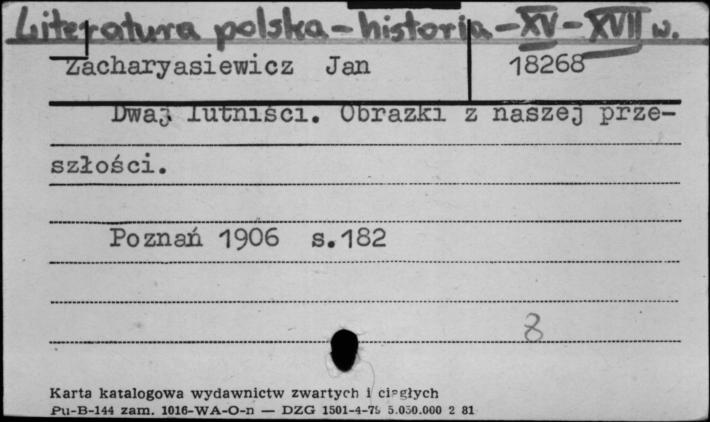 Literatura polska - historia - XV - XVII w.
Zacharyasiewicz Jan 18268
Dwaj lutniści. Obrazki z naszej prze-
szłości.
Poznań 1906 s.182
8
Karta katalogowa wydawnictw zwartych i ciągłych
Pu-B-144 zam. 1016-WA-O-n — DZG 1501-4-79 5.050.000 2 81